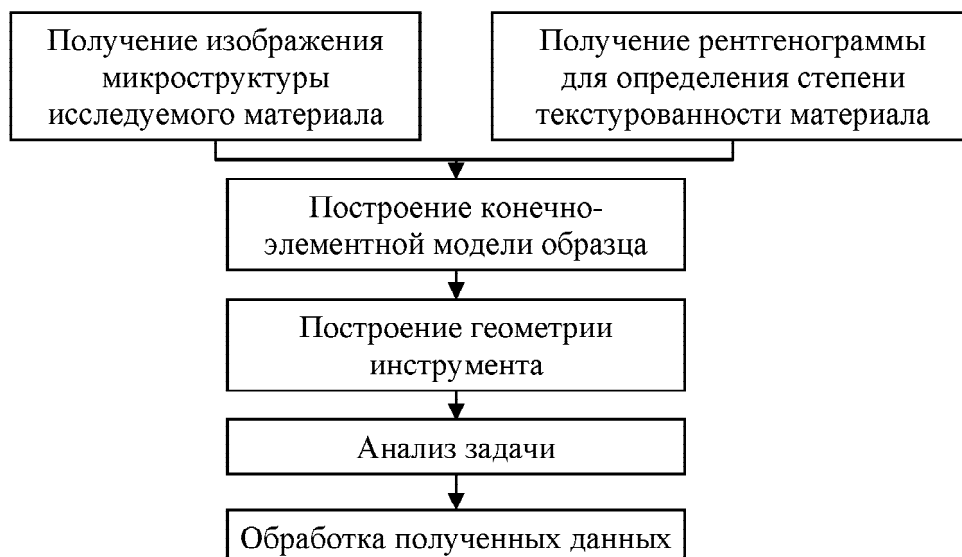 Получение изображения
микроструктуры
исследуемого материала
Получение рентгенограммы
для определения степени
текстурованности материала
Построение конечно-
элементной модели образца
Построение геометрии
инструмента
Анализ задачи
Обработка полученных данных